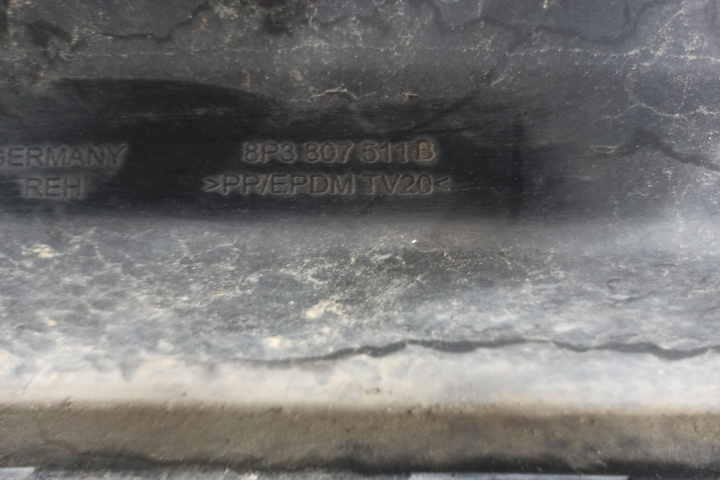 GERMANY 8P3 807 511 B
REH >PP/EPDM TV20<